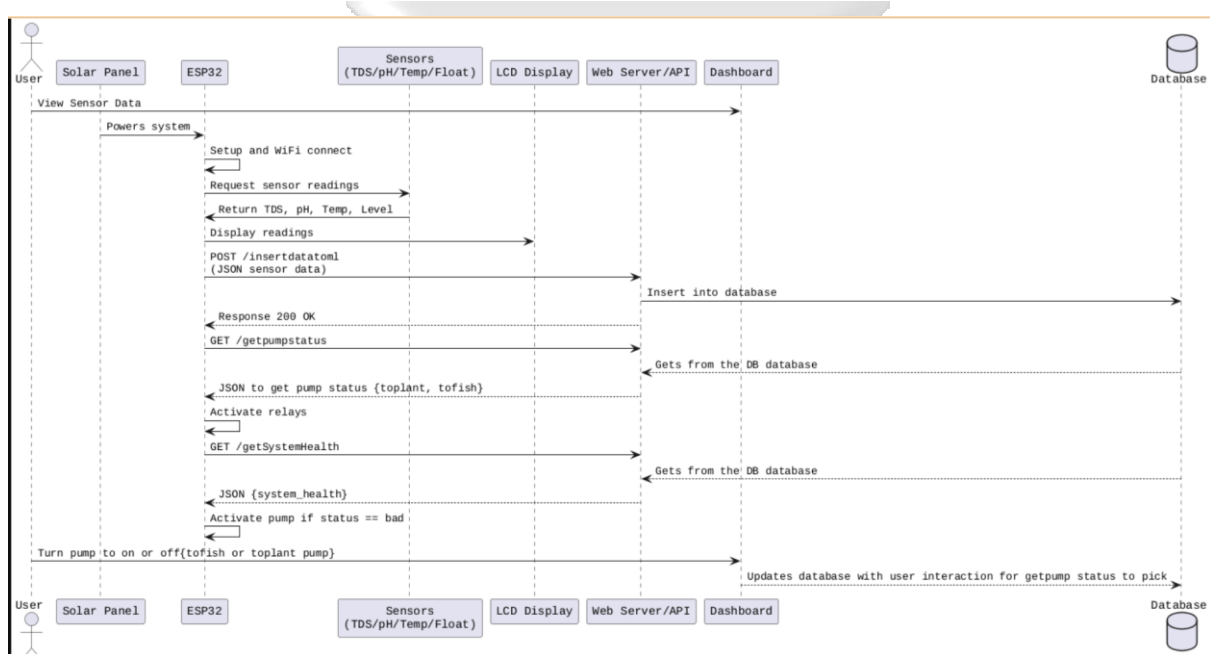 User
Solar Panel
ESP32
Sensors
(TDS/pH/Temp/Float)
LCD Display
Web Server/API
Dashboard
Database
View Sensor Data
Powers system
Setup and WiFi connect
Request sensor readings
Return TDS, pH, Temp, Level
Display readings
POST /insertdatatoml
(JSON sensor data)
Insert into database
Response 200 OK
GET /getpumpstatus
Gets from the DB database
JSON to get pump status {toplant, tofish}
Activate relays
GET /getSystemHealth
Gets from the DB database
JSON {system_health}
Activate pump if status == bad
Turn pump to on or off{tofish or toplant pump}
Updates database with user interaction for getpump status to pick
User
Solar Panel
ESP32
Sensors
(TDS/pH/Temp/Float)
LCD Display
Web Server/API
Dashboard
Database